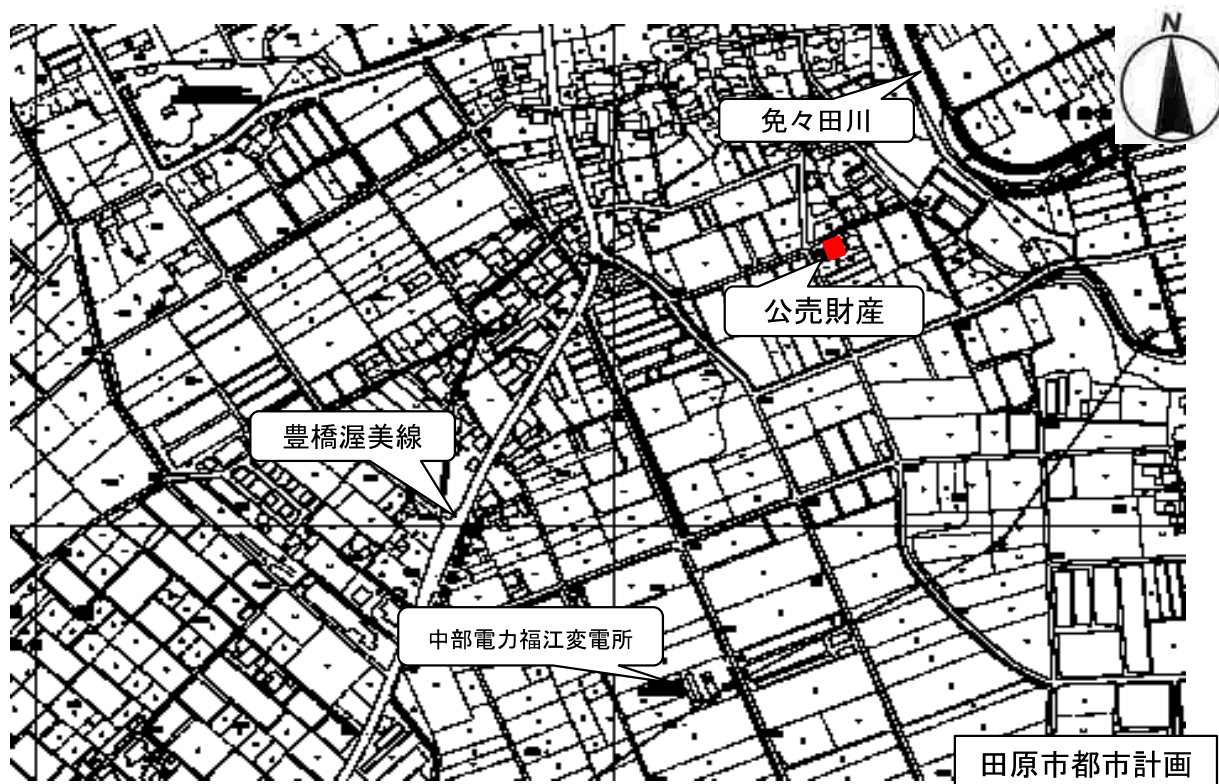 N
免々田川
公売財産
豊橋渥美線
中部電力福江変電所
田原市都市計画